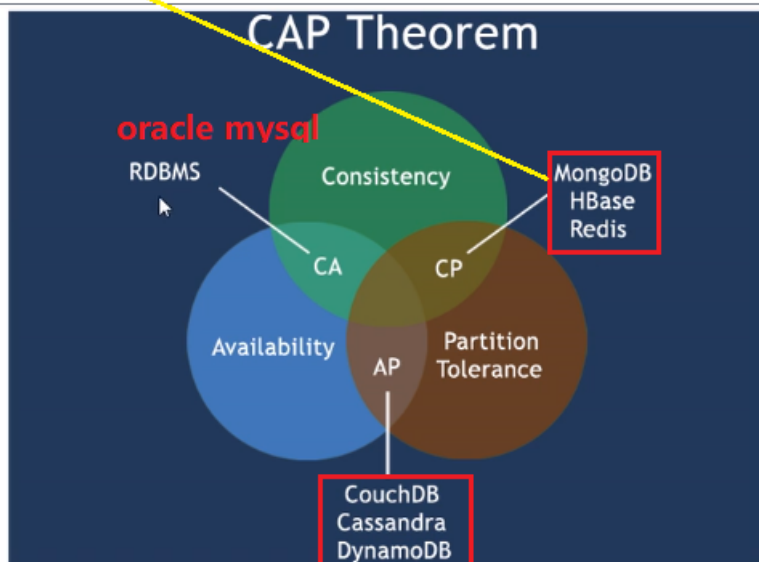 CAP Theorem
oracle mysql
RDBMS
Consistency
MongoDB
HBase
Redis
CA
CP
Availability
Partition
Tolerance
AP
CouchDB
Cassandra
DynamoDB